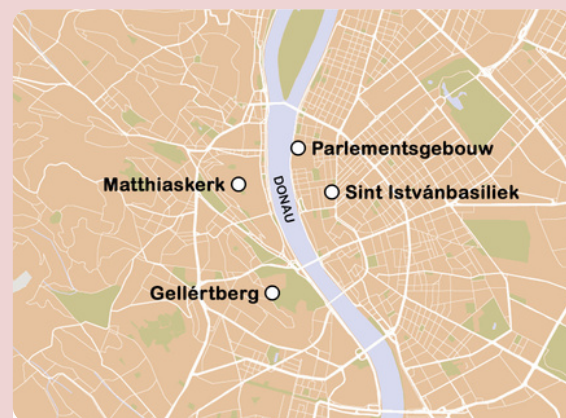 Parlementsgebouw
Matthiaskerk
DONAU
Sint Istvánbasiliek
Gellértberg